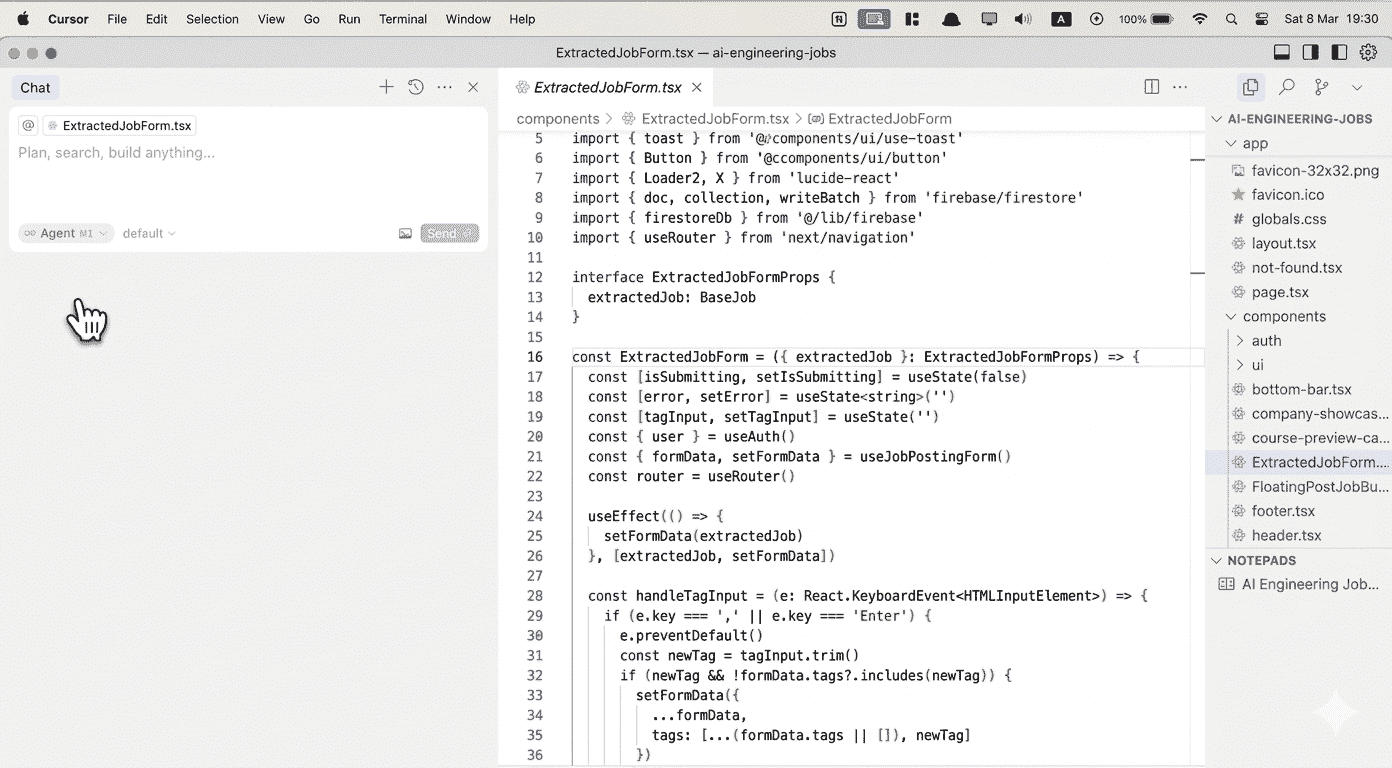 Cursor File Edit Selection View Go Run Terminal Window Help A 100% Sat 8 Mar 19:30
ExtractedJobForm.tsx — ai-engineering-jobs
Chat
@ ExtractedJobForm.tsx
Plan, search, build anything...
Agent default
Send
ExtractedJobForm.tsx
components > ExtractedJobForm.tsx > ExtractedJobForm
5 import { toast } from '@components/ui/use-toast'
6 import { Button } from '@ccomponents/ui/button'
7 import { Loader2, X } from 'lucide-react'
8 import { doc, collection, writeBatch } from 'firebase/firestore'
9 import { firestoreDb } from '@/lib/firebase'
10 import { useRouter } from 'next/navigation'
11
12 interface ExtractedJobFormProps {
13 extractedJob: BaseJob
14 }
15
16 const ExtractedJobForm = ({ extractedJob }: ExtractedJobFormProps) => {
17 const [isSubmitting, setIsSubmitting] = useState(false)
18 const [error, setError] = useState<string>('')
19 const [tagInput, setTagInput] = useState('')
20 const { user } = useAuth()
21 const { formData, setFormData } = useJobPostingForm()
22 const router = useRouter()
23
24 useEffect(() => {
25 setFormData(extractedJob)
26 }, [extractedJob, setFormData])
27
28 const handleTagInput = (e: React.KeyboardEvent<HTMLInputElement>) => {
29 if (e.key === ',' || e.key === 'Enter') {
30 e.preventDefault()
31 const newTag = tagInput.trim()
32 if (newTag && !formData.tags?.includes(newTag)) {
33 setFormData({
34 ...formData,
35 tags: [...(formData.tags || []), newTag]
36 })
AI-ENGINEERING-JOBS
app
favicon-32x32.png
favicon.ico
globals.css
layout.tsx
not-found.tsx
page.tsx
components
auth
ui
bottom-bar.tsx
company-showcas...
course-preview-ca...
ExtractedJobForm....
FloatingPostJobBu...
footer.tsx
header.tsx
NOTEPADS
AI Engineering Job...